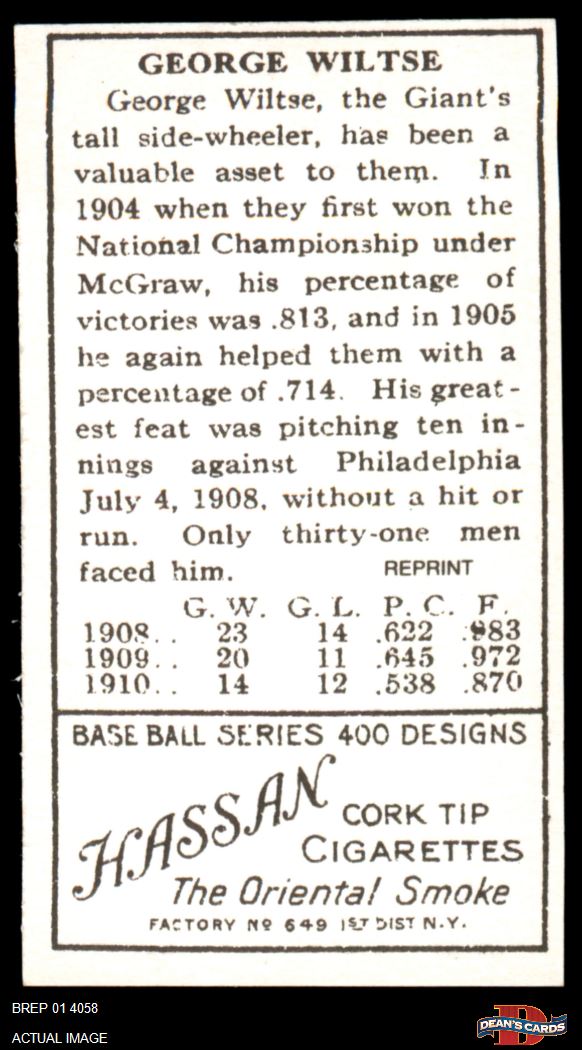 GEORGE WILTSE
George Wiltse, the Giant's
tall side-wheeler, has been a
valuable asset to them. In
1904 when they first won the
National Championship under
McGraw, his percentage of
victories was .813, and in 1905
he again helped them with a
percentage of .714. His great-
est feat was pitching ten in-
nings against Philadelphia
July 4, 1908, without a hit or
run. Only thirty-one men
faced him. REPRINT
G. W. G. L. P. C. F.
1908.. 23 14 .622 .983
1909.. 20 11 .645 .972
1910.. 14 12 .538 .870
BASE BALL SERIES 400 DESIGNS
HASSAN
CORK TIP
CIGARETTES
The Oriental Smoke
FACTORY No 649 1ST DIST N.Y.
BREP 01 4058
ACTUAL IMAGE
D
DEAN'S CARDS